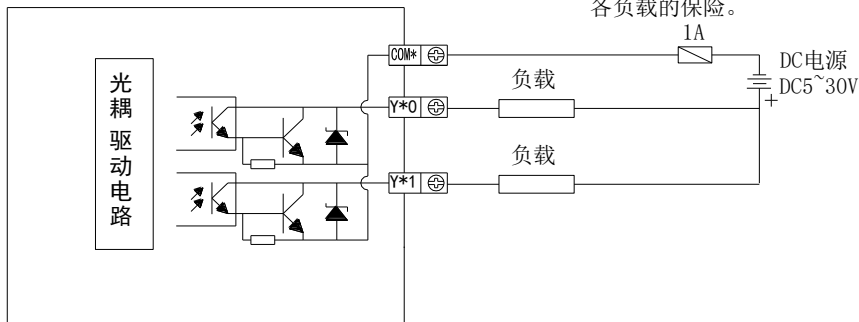 各负载的保险。
1A
COM*
DC电源
DC5~30V
+
负载
Y*0
负载
Y*1
光耦驱动电路